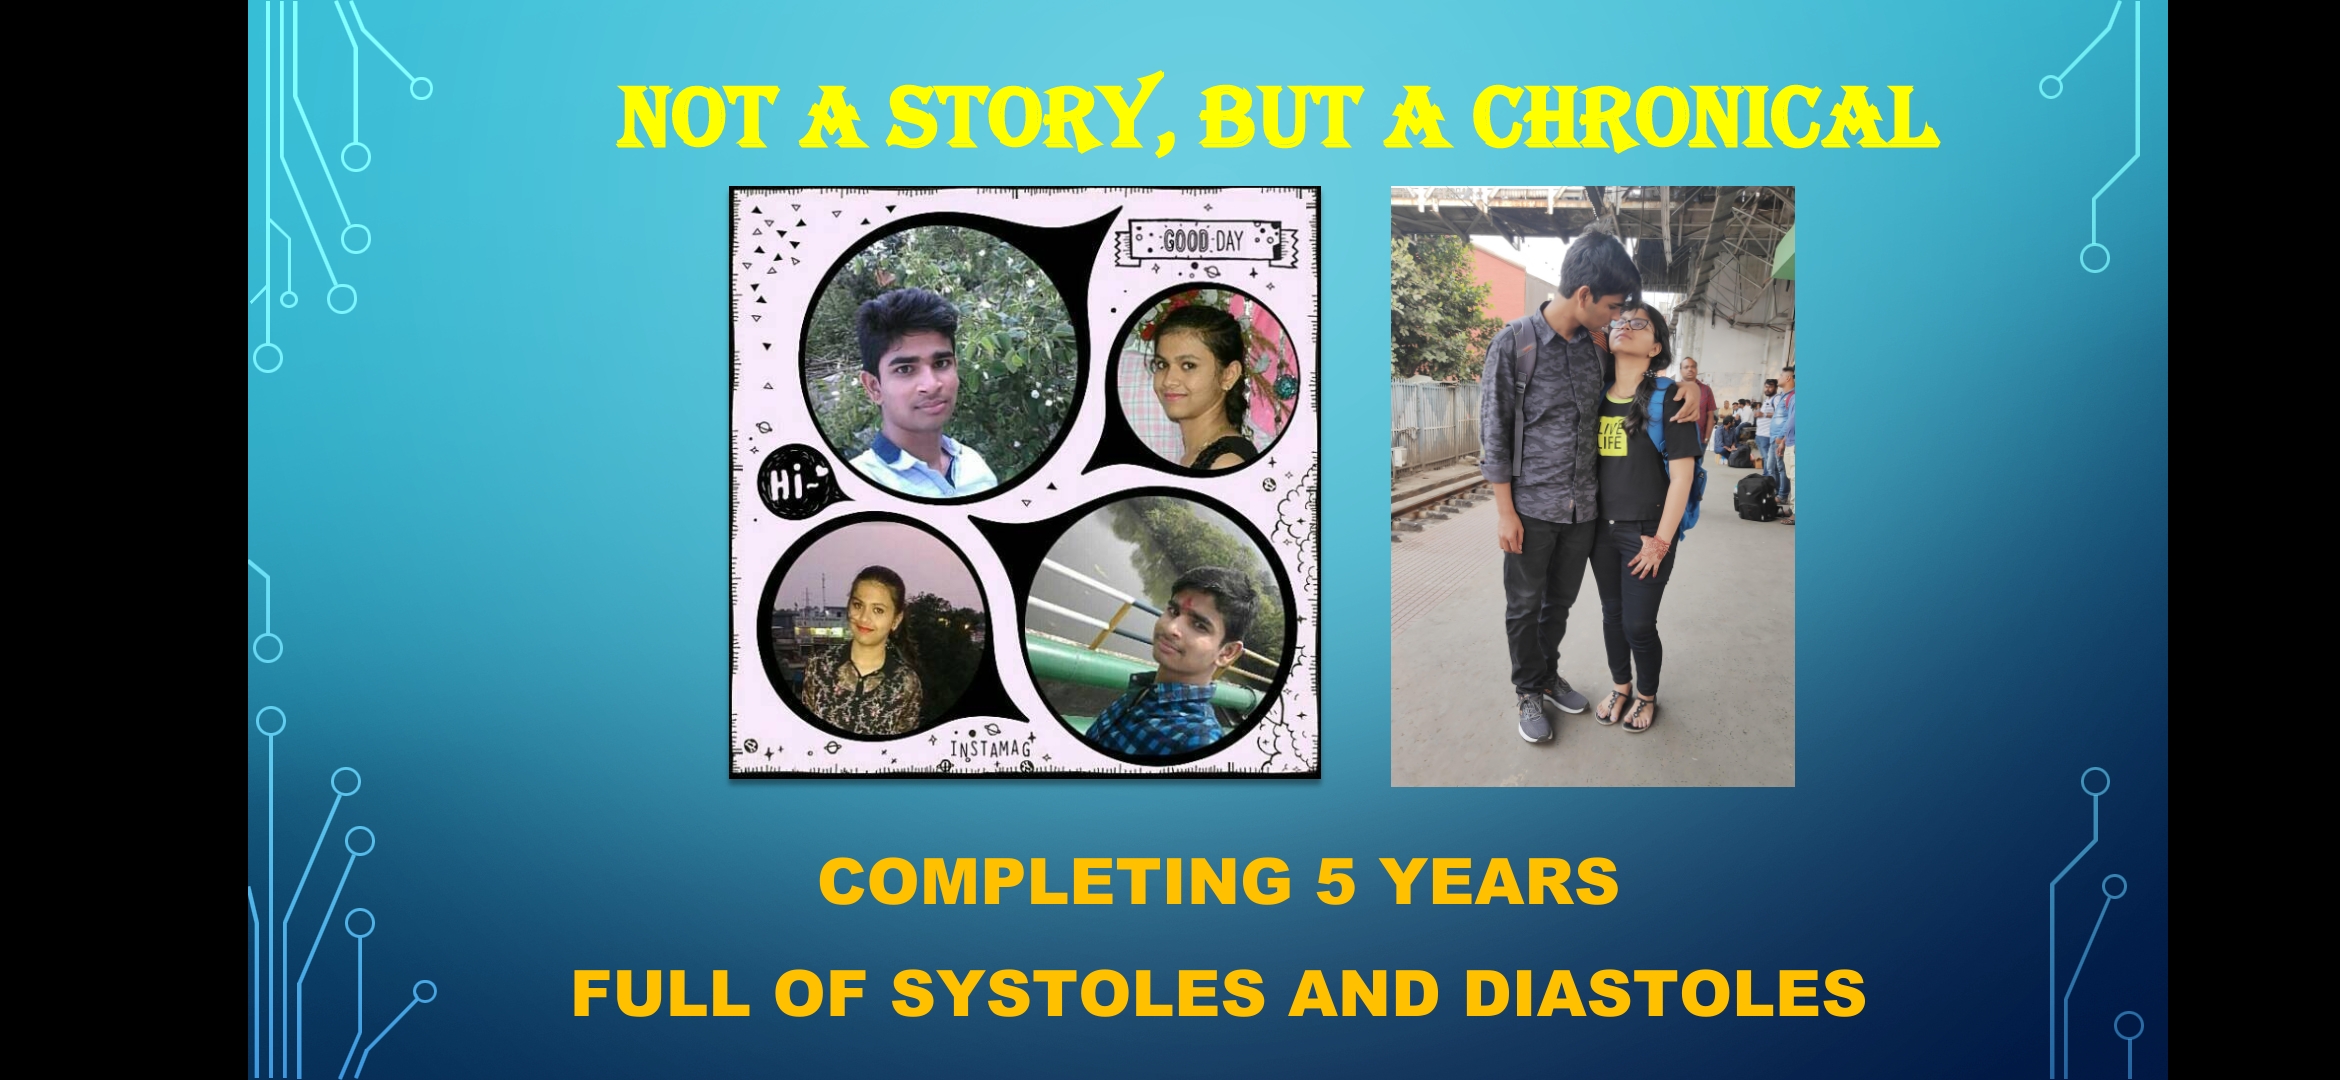 NOT A STORY, BUT A CHRONICAL
GOOD DAY
Hi~
LIVE
LIFE
INSTAMAG
COMPLETING 5 YEARS
FULL OF SYSTOLES AND DIASTOLES